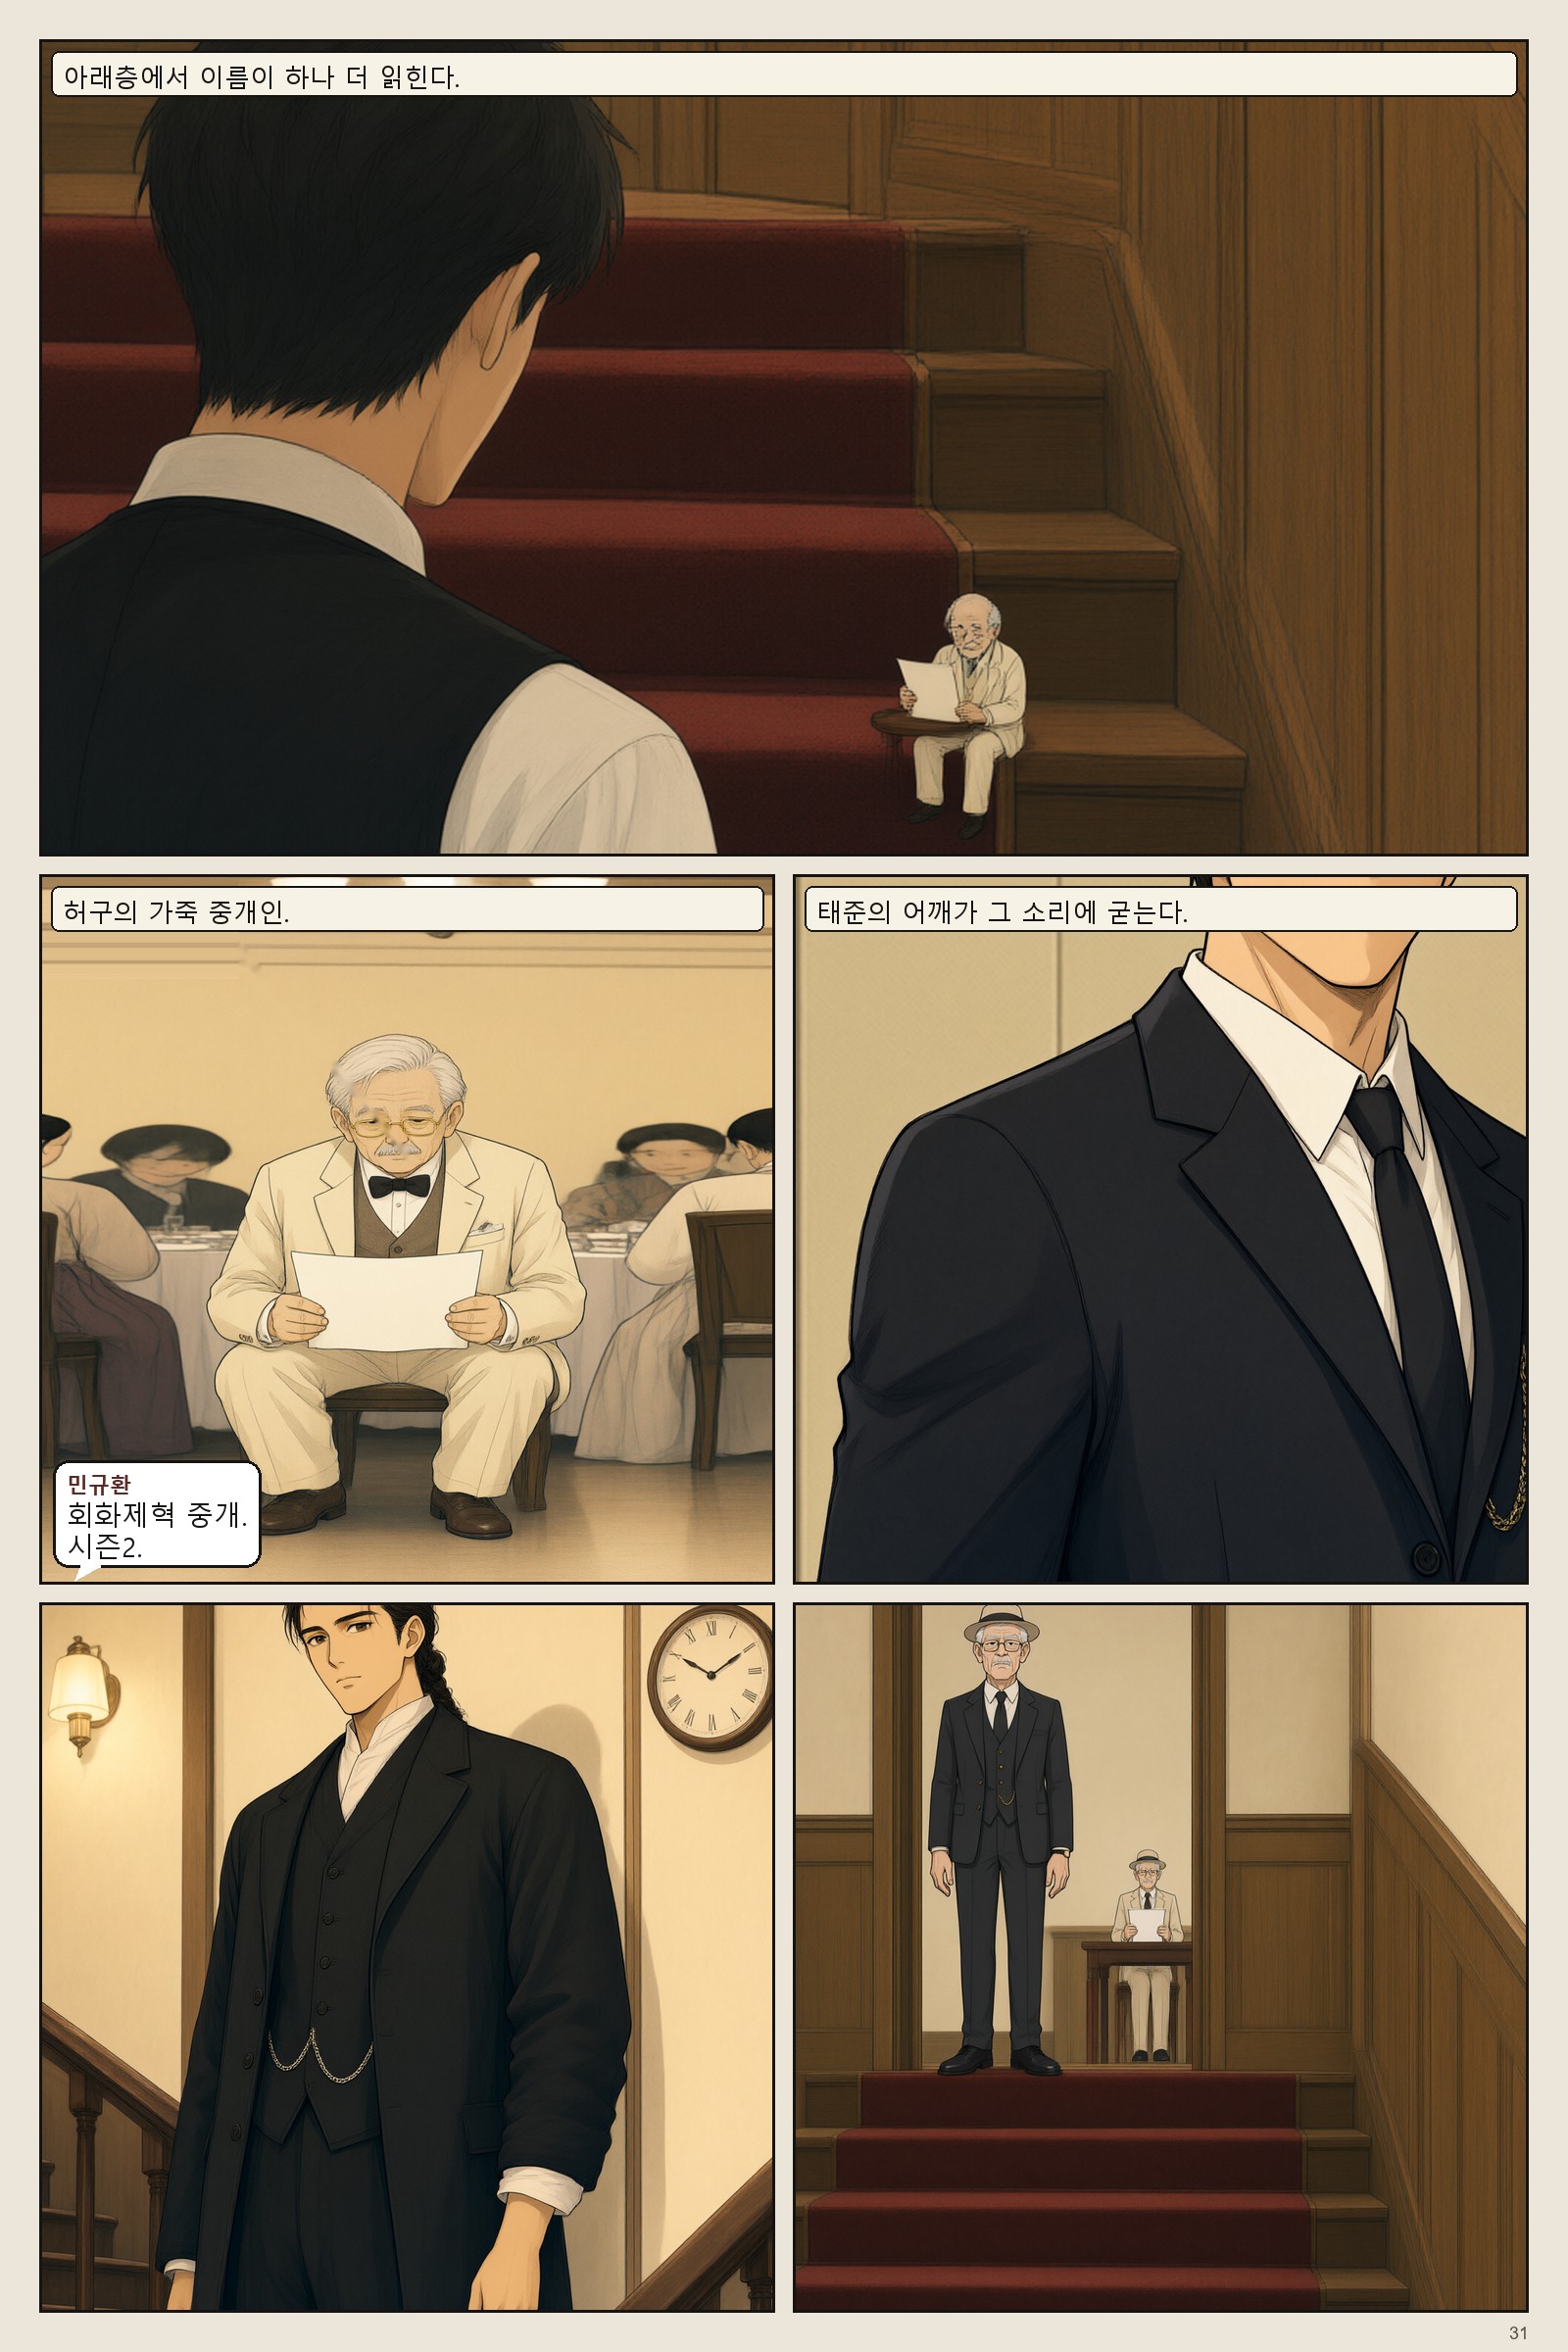 아래층에서 이름이 하나 더 읽힌다.
허구의 가죽 중개인.
태준의 어깨가 그 소리에 굳는다.
민규환
회화제혁 중개.
시즌2.
31